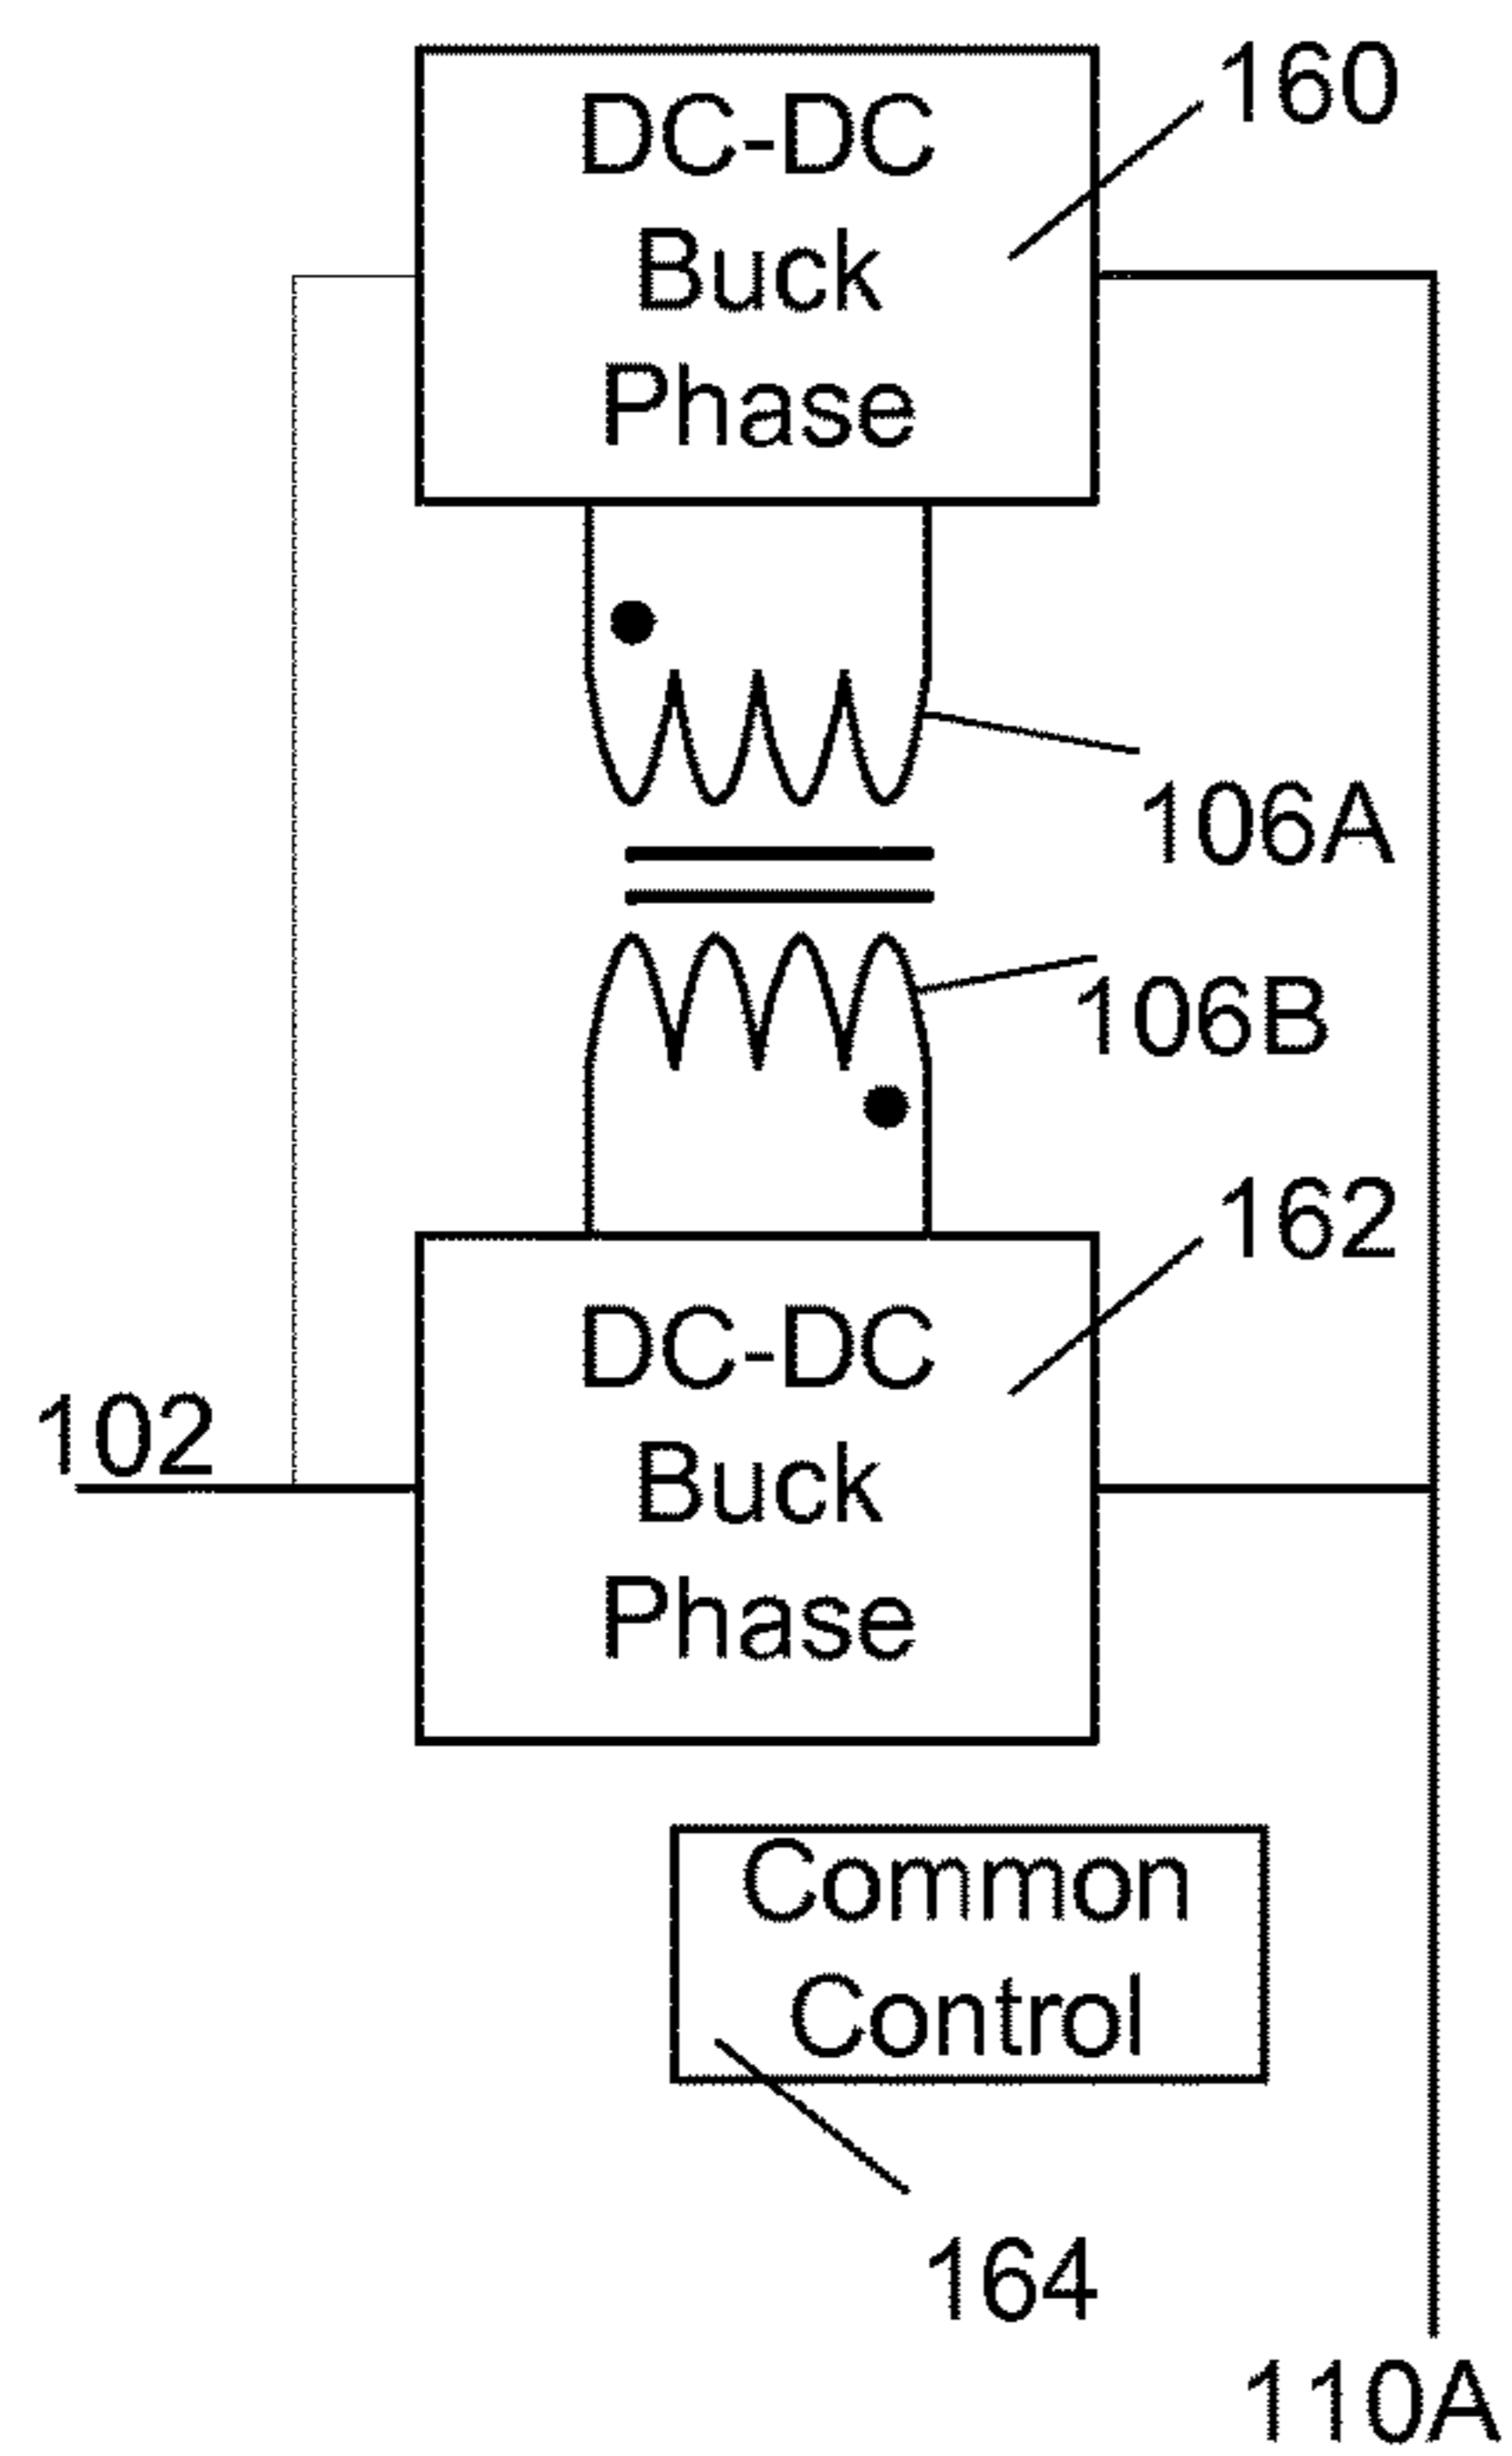 DC-DC
Buck
Phase
160
106A
106B
162
DC-DC
Buck
Phase
102
Common
Control
164
110A